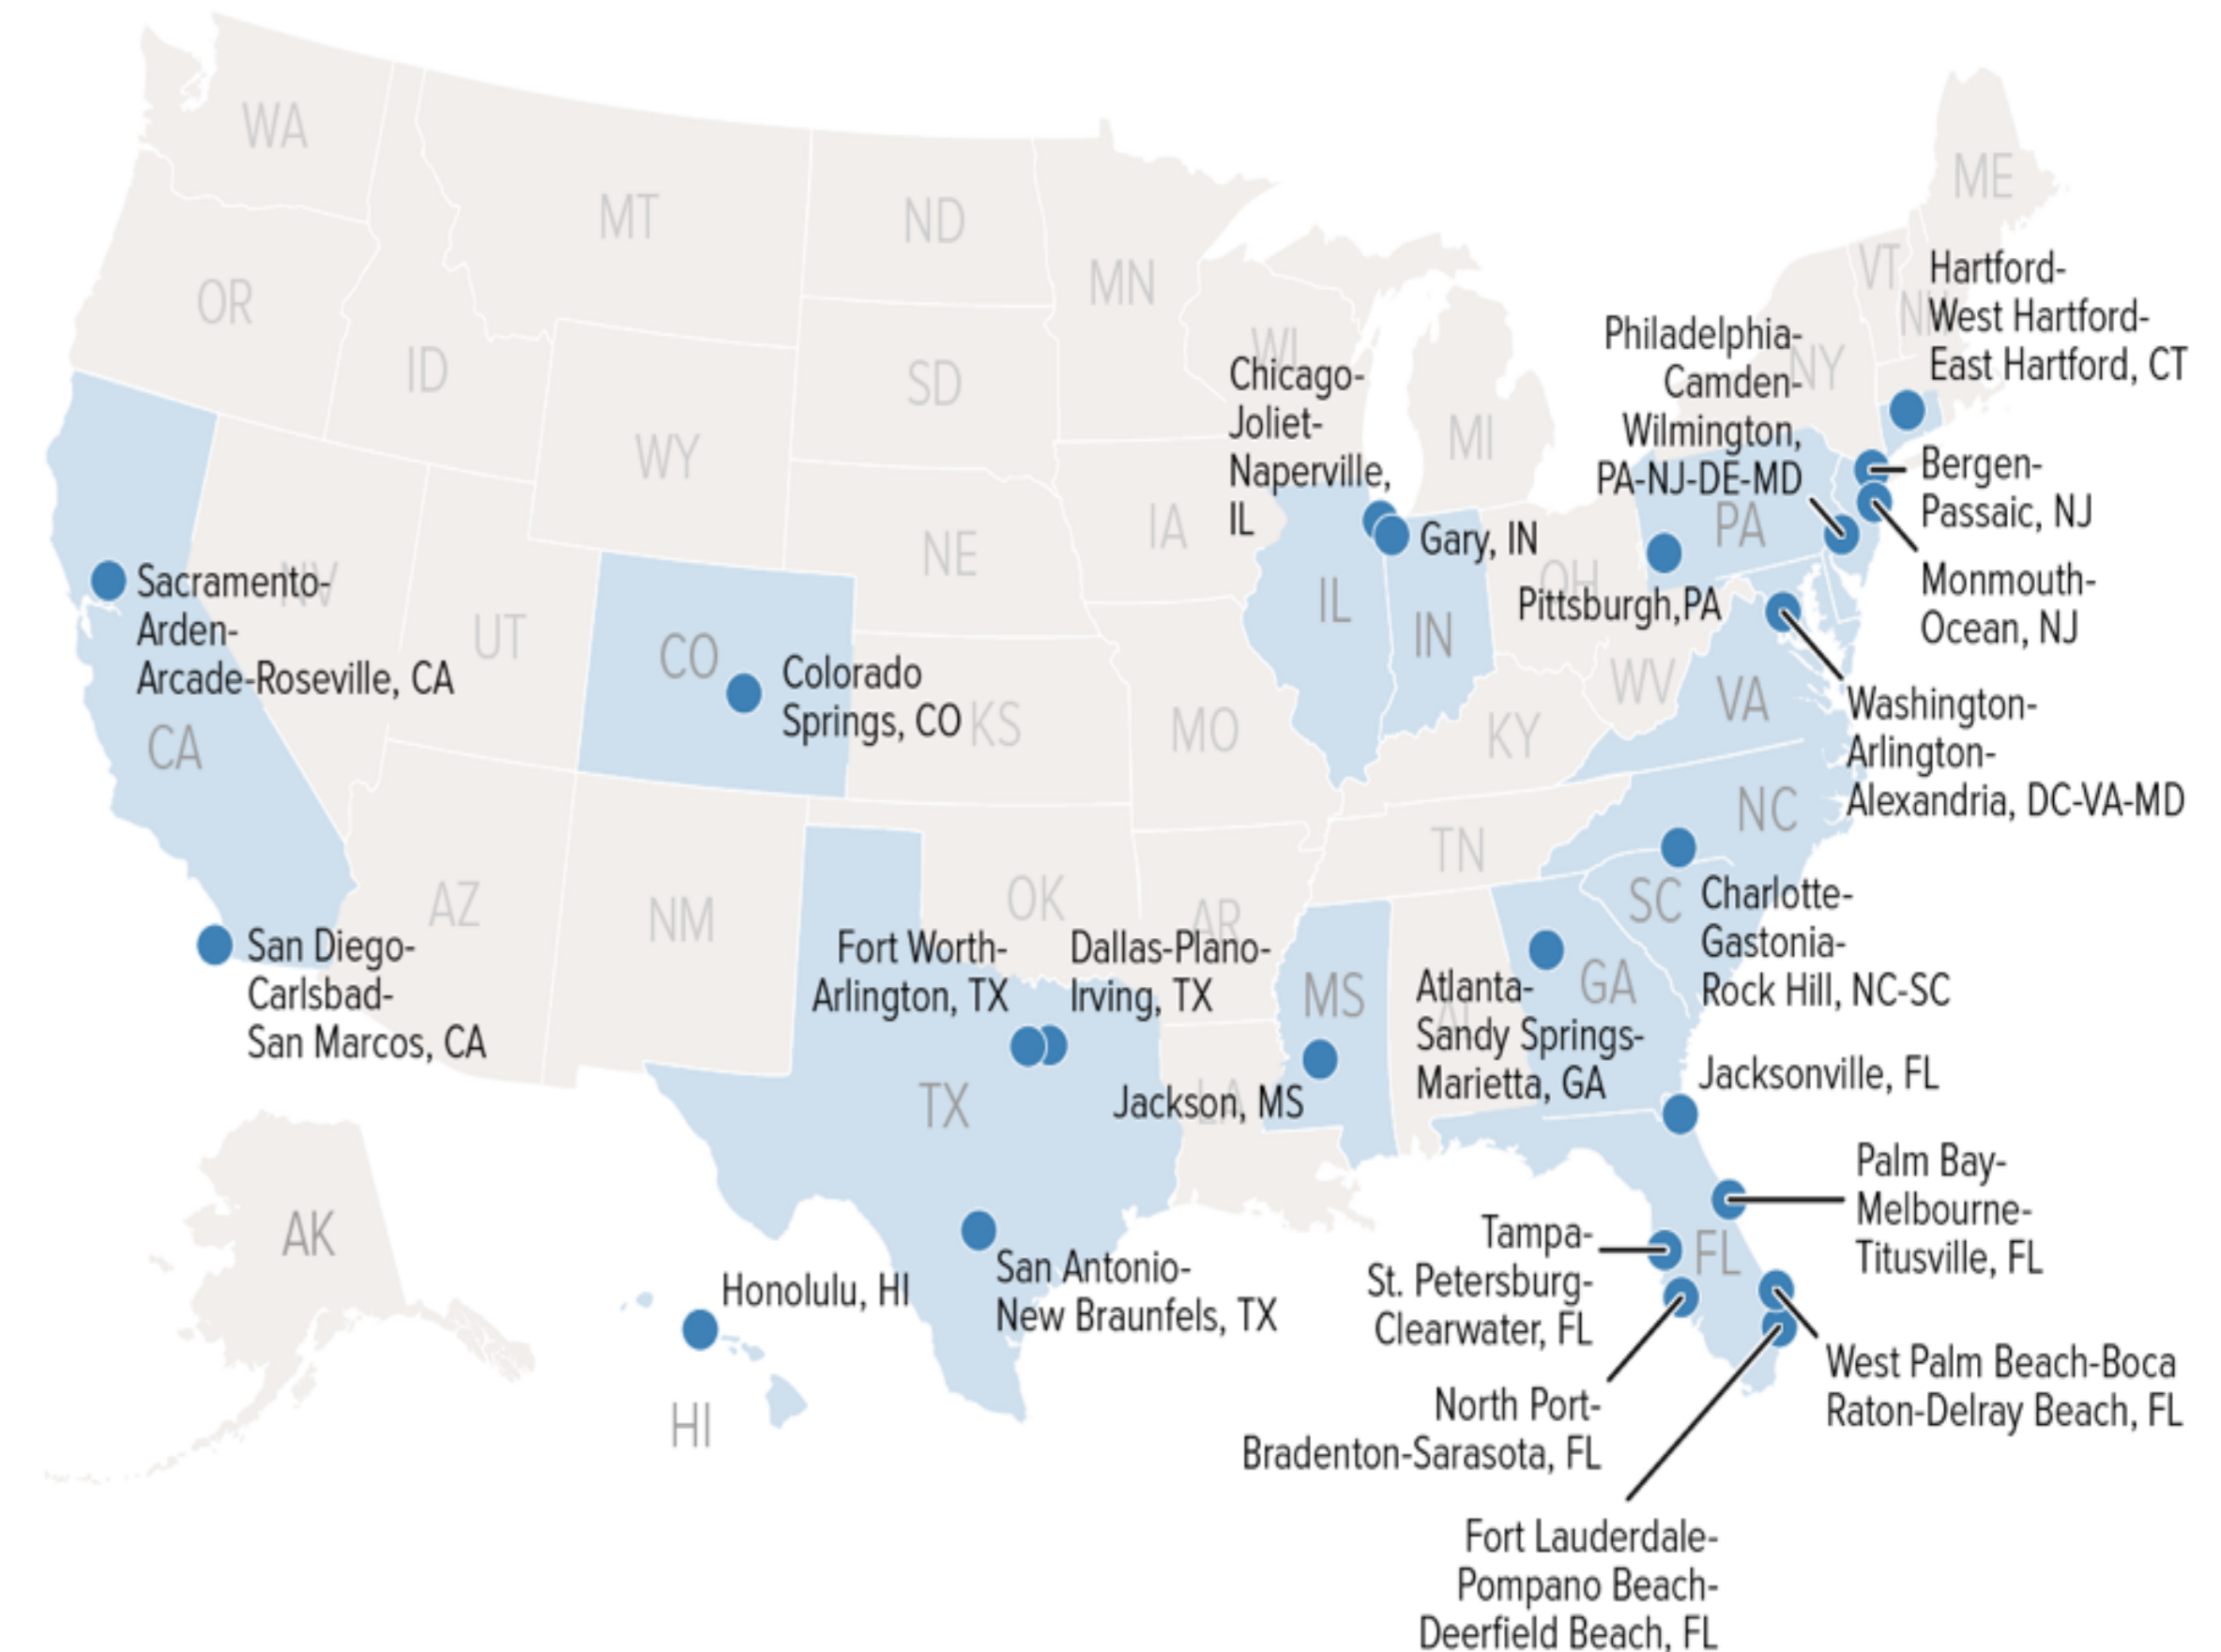 WA
MT
ND
MN
ME
OR
ID
WY
SD
WI
MI
NY
VT
Hartford-
West Hartford-
East Hartford, CT
Philadelphia-
Camden-
Wilmington,
PA-NJ-DE-MD
Chicago-
Joliet-
Naperville,
IL
Gary, IN
Bergen-
Passaic, NJ
Monmouth-
Ocean, NJ
PA
Pittsburgh,PA
OH
IA
NE
NV
UT
CO
KS
MO
IL
IN
KY
WV
VA
Sacramento-
Arden-
Arcade-Roseville, CA
CA
Colorado
Springs, CO
Washington-
Arlington-
Alexandria, DC-VA-MD
NC
TN
SC
Charlotte-
Gastonia-
Rock Hill, NC-SC
AZ
NM
OK
AR
San Diego-
Carlsbad-
San Marcos, CA
Fort Worth-
Arlington, TX
Dallas-Plano-
Irving, TX
TX
MS
Jackson, MS
LA
AL
GA
Atlanta-
Sandy Springs-
Marietta, GA
Jacksonville, FL
Palm Bay-
Melbourne-
Titusville, FL
AK
Honolulu, HI
HI
San Antonio-
New Braunfels, TX
Tampa-
St. Petersburg-
Clearwater, FL
FL
North Port-
Bradenton-Sarasota, FL
West Palm Beach-Boca
Raton-Delray Beach, FL
Fort Lauderdale-
Pompano Beach-
Deerfield Beach, FL